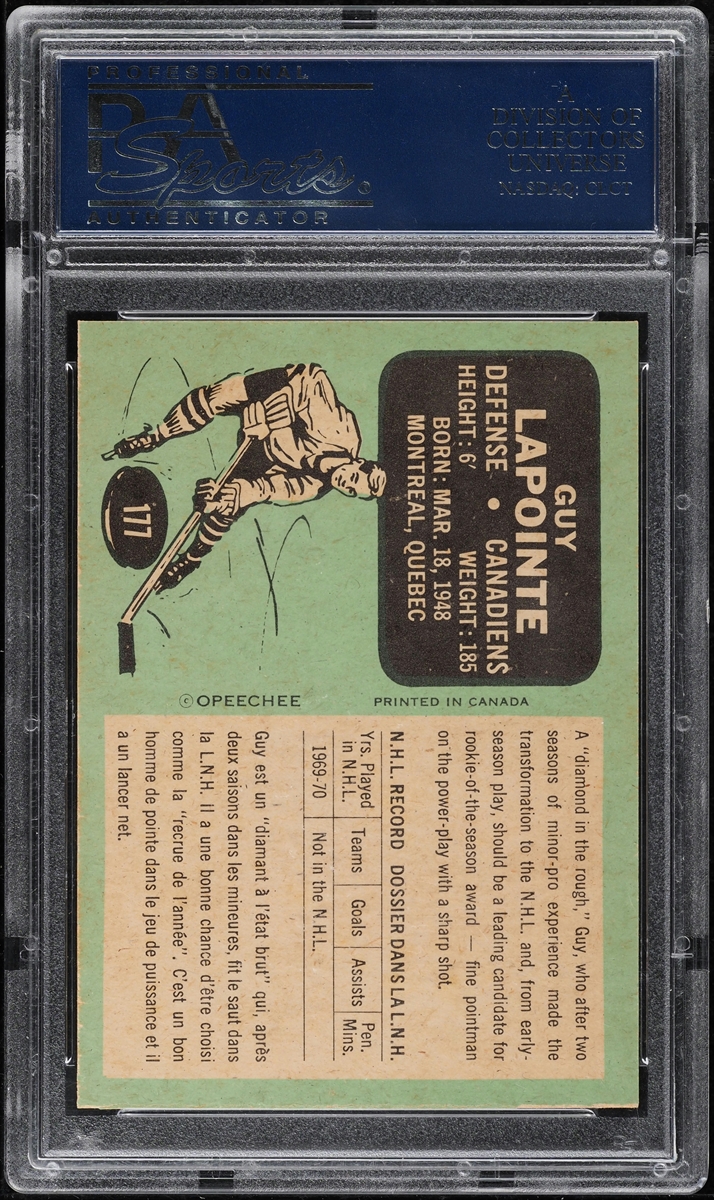 PROFESSIONAL
PSA
Sports
AUTHENTICATOR
A
DIVISION OF
COLLECTORS
UNIVERSE
NASDAQ: CLCT
GUY
LAPOINTE
DEFENSE • CANADIENS
HEIGHT: 6' WEIGHT: 185
BORN: MAR. 18, 1948
MONTREAL, QUEBEC
177
© OPEECHEE PRINTED IN CANADA
A "diamond in the rough," Guy, who after two
seasons of minor-pro experience made the
transformation to the N.H.L. and, from early-
season play, should be a leading candidate for
rookie-of-the-season award — fine pointman
on the power-play with a sharp shot.
N.H.L. RECORD DOSSIER DANS LA L.N.H.
Yrs. Played in N.H.L. Teams Goals Assists Pen. Mins.
1969-70 Not in the N.H.L.
Guy est un "diamant à l'état brut" qui, après
deux saisons dans les mineures, fit le saut dans
la L.N.H. Il a une bonne chance d'être choisi
comme la "recrue de l'année". C'est un bon
homme de pointe dans le jeu de puissance et il
a un lancer net.